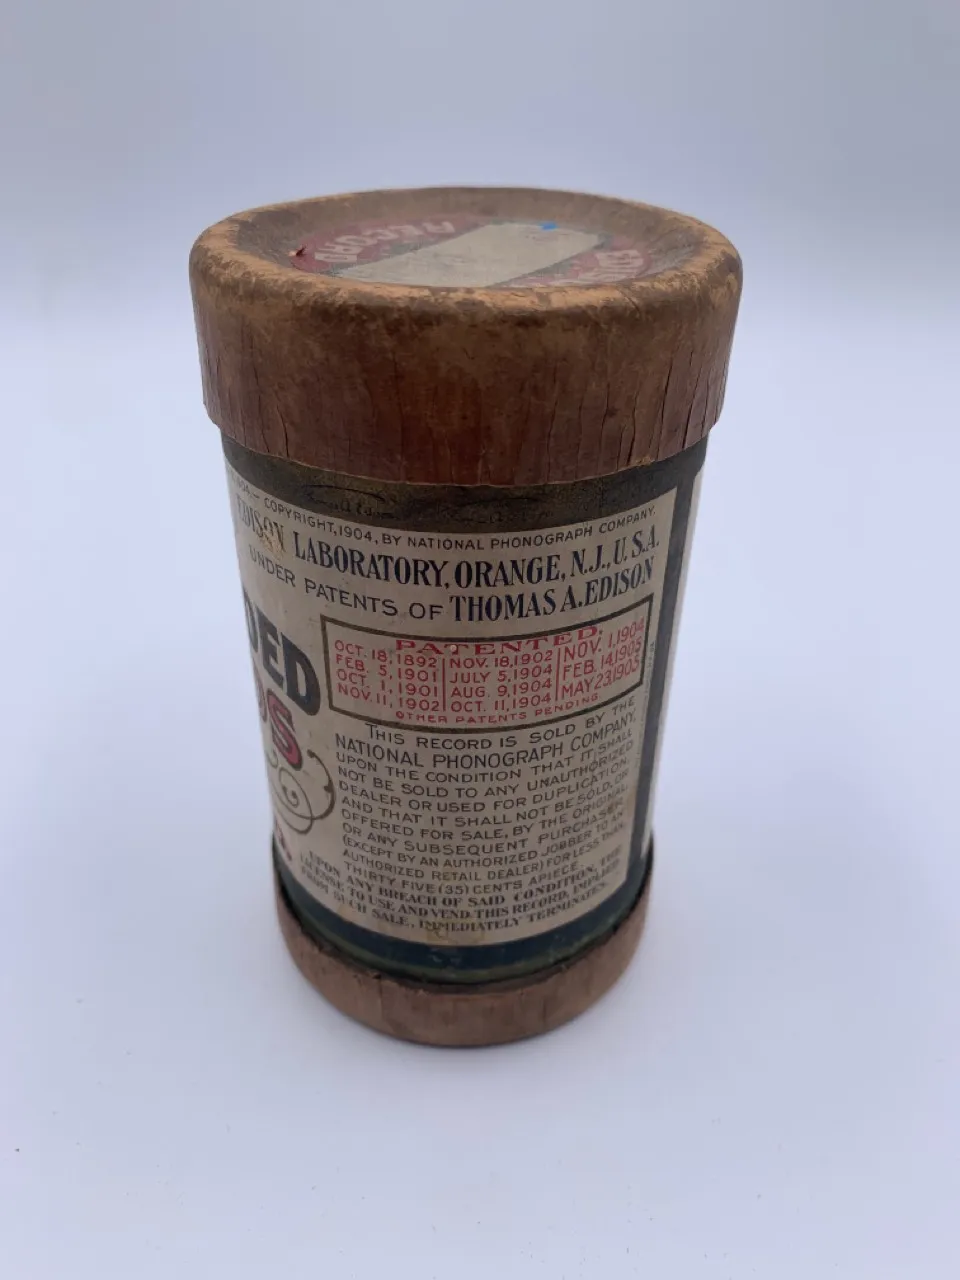 RECORD
COPYRIGHT, 1904, BY NATIONAL PHONOGRAPH COMPANY.
EDISON LABORATORY, ORANGE, N.J., U.S.A.
UNDER PATENTS OF THOMAS A. EDISON
DED
DS
PATENTED.
OCT. 18, 1892 NOV. 18, 1902 NOV. 1, 1904
FEB. 5, 1901 JULY 5, 1904 FEB. 14, 1905
OCT. 1, 1901 AUG. 9, 1904 MAY 23, 1905
NOV. 11, 1902 OCT. 11, 1904
OTHER PATENTS PENDING
THIS RECORD IS SOLD BY THE
NATIONAL PHONOGRAPH COMPANY,
UPON THE CONDITION THAT IT SHALL
NOT BE SOLD TO ANY UNAUTHORIZED
DEALER OR USED FOR DUPLICATION,
AND THAT IT SHALL NOT BE SOLD, OR
OFFERED FOR SALE, BY THE ORIGINAL,
OR ANY SUBSEQUENT PURCHASER
(EXCEPT BY AN AUTHORIZED JOBBER TO AN
AUTHORIZED RETAIL DEALER) FOR LESS THAN
THIRTY FIVE (35) CENTS APIECE.
UPON ANY BREACH OF SAID CONDITION, THE
LICENSE TO USE AND VEND THIS RECORD, IMPLIED
FROM SUCH SALE, IMMEDIATELY TERMINATES.